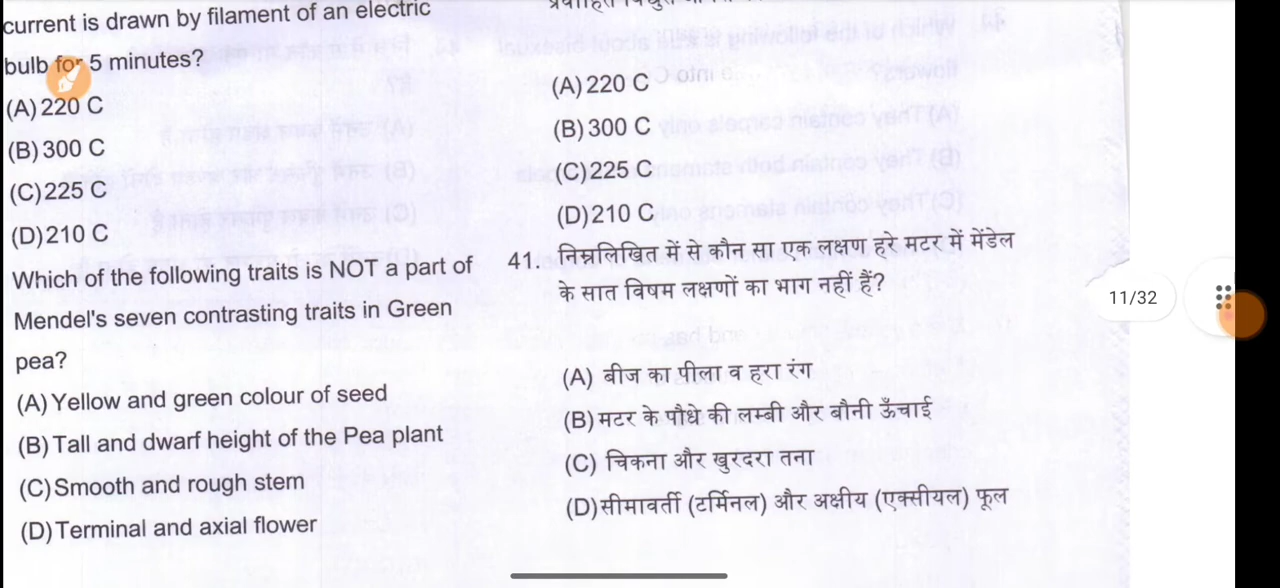 current is drawn by filament of an electric
bulb for 5 minutes?
(A) 220 C
(B) 300 C
(C) 225 C
(D) 210 C
Which of the following traits is NOT a part of
Mendel's seven contrasting traits in Green
pea?
(A) Yellow and green colour of seed
(B) Tall and dwarf height of the Pea plant
(C) Smooth and rough stem
(D) Terminal and axial flower
(A) 220 C
(B) 300 C
(C) 225 C
(D) 210 C
41. निम्नलिखित में से कौन सा एक लक्षण हरे मटर में मेंडेल
के सात विषम लक्षणों का भाग नहीं हैं?
(A) बीज का पीला व हरा रंग
(B) मटर के पौधे की लम्बी और बौनी ऊँचाई
(C) चिकना और खुरदरा तना
(D) सीमावर्ती (टर्मिनल) और अक्षीय (एक्सीयल) फूल
11/32